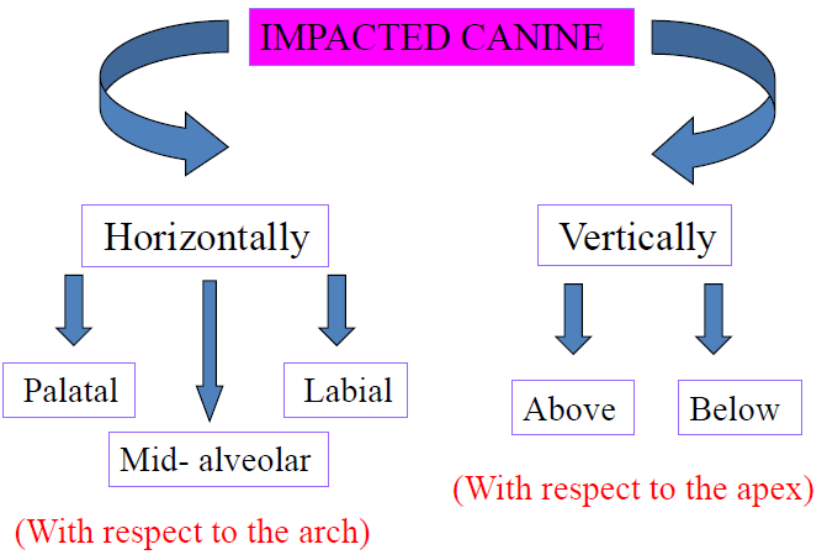 IMPACTED CANINE
Horizontally
Vertically
Palatal
Labial
Mid- alveolar
Above
Below
(With respect to the apex)
(With respect to the arch)